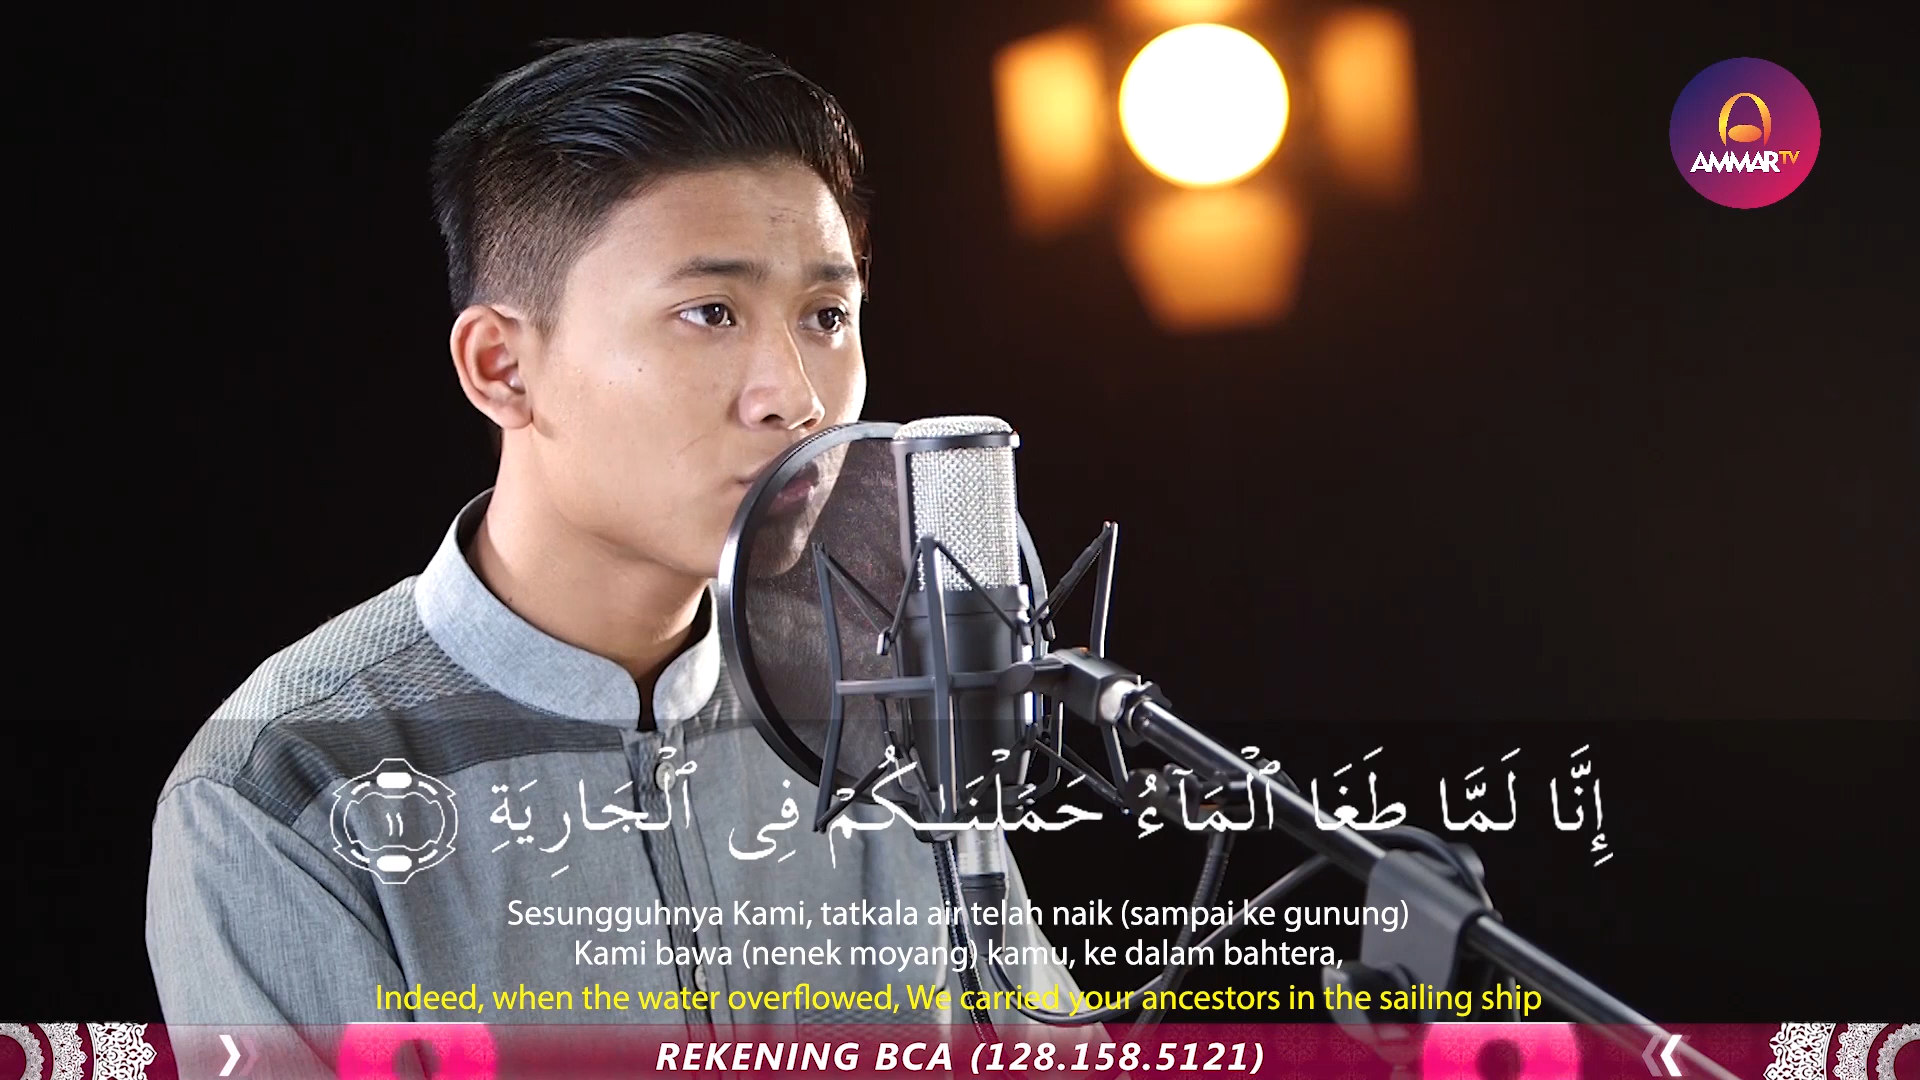 AMMARTV
إِنَّا لَمَّا طَغَا ٱلْمَآءُ حَمَلْنَـٰكُمْ فِى ٱلْجَارِيَةِ ١١
Sesungguhnya Kami, tatkala air telah naik (sampai ke gunung)
Kami bawa (nenek moyang) kamu, ke dalam bahtera,
Indeed, when the water overflowed, We carried your ancestors in the sailing ship
REKENING BCA (128.158.5121)